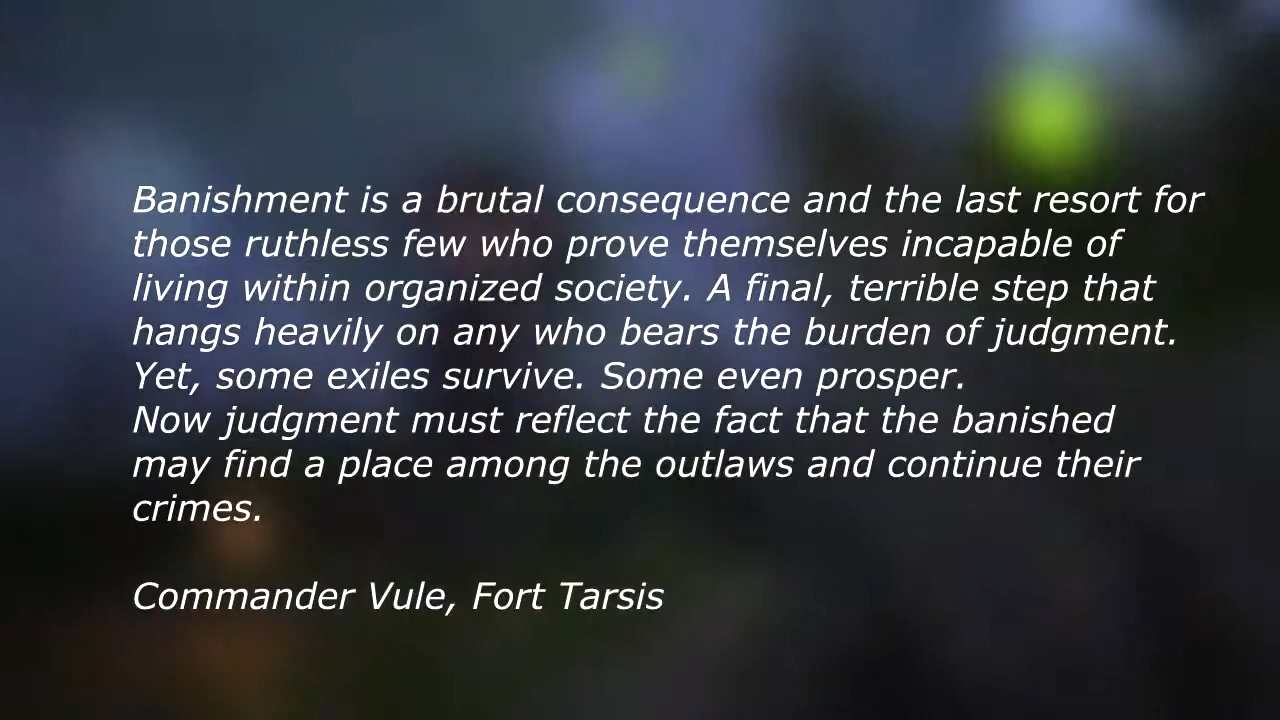 Banishment is a brutal consequence and the last resort for
those ruthless few who prove themselves incapable of
living within organized society. A final, terrible step that
hangs heavily on any who bears the burden of judgment.
Yet, some exiles survive. Some even prosper.
Now judgment must reflect the fact that the banished
may find a place among the outlaws and continue their
crimes.
Commander Vule, Fort Tarsis